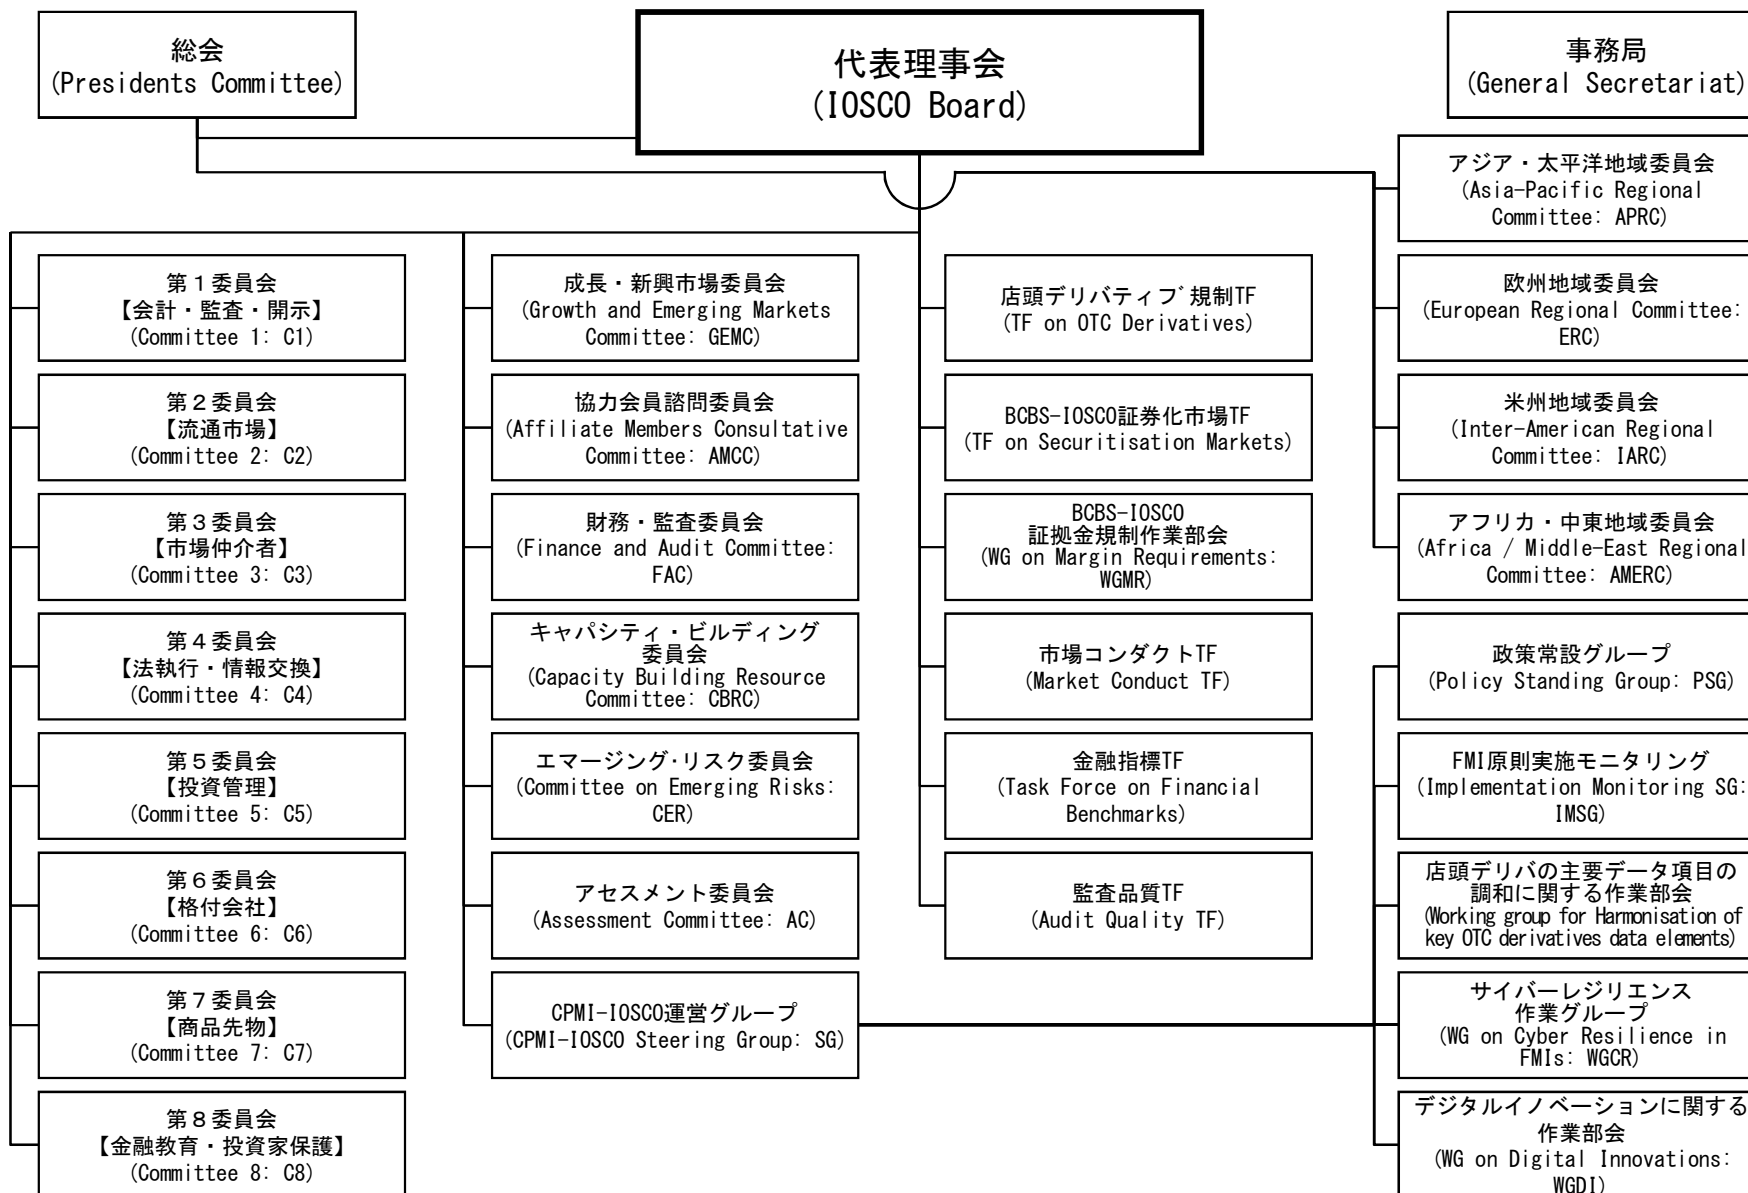 総会
(Presidents Committee)
代表理事会
(IOSCO Board)
事務局
(General Secretariat)
アジア・太平洋地域委員会
(Asia-Pacific Regional
Committee: APRC)
欧州地域委員会
(European Regional Committee:
ERC)
米州地域委員会
(Inter-American Regional
Committee: IARC)
アフリカ・中東地域委員会
(Africa / Middle-East Regional
Committee: AMERC)
第1委員会
【会計・監査・開示】
(Committee 1: C1)
第2委員会
【流通市場】
(Committee 2: C2)
第3委員会
【市場仲介者】
(Committee 3: C3)
第4委員会
【法執行・情報交換】
(Committee 4: C4)
第5委員会
【投資管理】
(Committee 5: C5)
第6委員会
【格付会社】
(Committee 6: C6)
第7委員会
【商品先物】
(Committee 7: C7)
第8委員会
【金融教育・投資家保護】
(Committee 8: C8)
成長・新興市場委員会
(Growth and Emerging Markets
Committee: GEMC)
協力会員諮問委員会
(Affiliate Members Consultative
Committee: AMCC)
財務・監査委員会
(Finance and Audit Committee:
FAC)
キャパシティ・ビルディング
委員会
(Capacity Building Resource
Committee: CBRC)
エマージング・リスク委員会
(Committee on Emerging Risks:
CER)
アセスメント委員会
(Assessment Committee: AC)
CPMI-IOSCO運営グループ
(CPMI-IOSCO Steering Group: SG)
店頭デリバティブ規制TF
(TF on OTC Derivatives)
BCBS-IOSCO証券化市場TF
(TF on Securitisation Markets)
BCBS-IOSCO
証拠金規制作業部会
(WG on Margin Requirements:
WGMR)
市場コンダクトTF
(Market Conduct TF)
金融指標TF
(Task Force on Financial
Benchmarks)
監査品質TF
(Audit Quality TF)
政策常設グループ
(Policy Standing Group: PSG)
FMI原則実施モニタリング
(Implementation Monitoring SG:
IMSG)
店頭デリバの主要データ項目の
調和に関する作業部会
(Working group for Harmonisation of
key OTC derivatives data elements)
サイバーレジリエンス
作業グループ
(WG on Cyber Resilience in
FMIs: WGCR)
デジタルイノベーションに関する
作業部会
(WG on Digital Innovations:
WGDI)